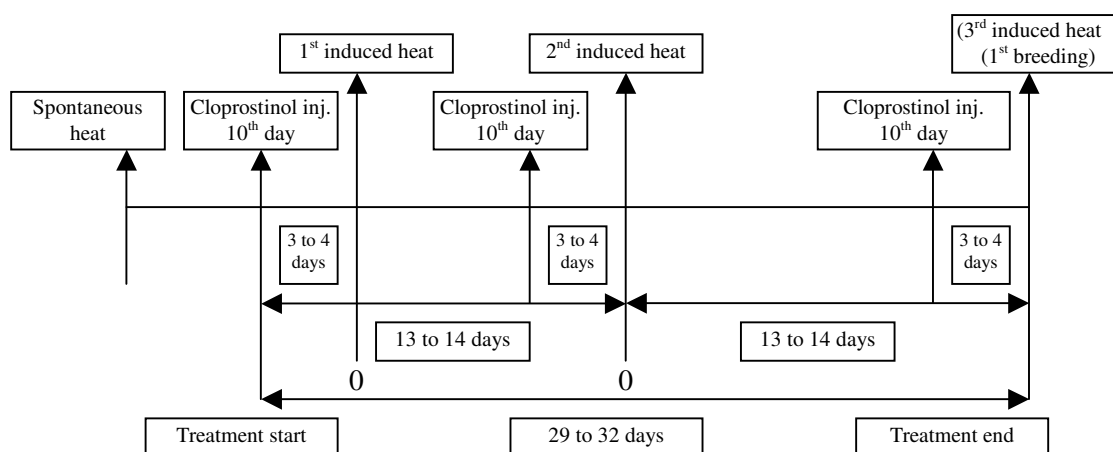 1st induced heat
2nd induced heat
(3rd induced heat
(1st breeding)
Spontaneous
heat
Cloprostinol inj.
10th day
Cloprostinol inj.
10th day
Cloprostinol inj.
10th day
3 to 4
days
3 to 4
days
3 to 4
days
13 to 14 days
13 to 14 days
0
0
Treatment start
29 to 32 days
Treatment end